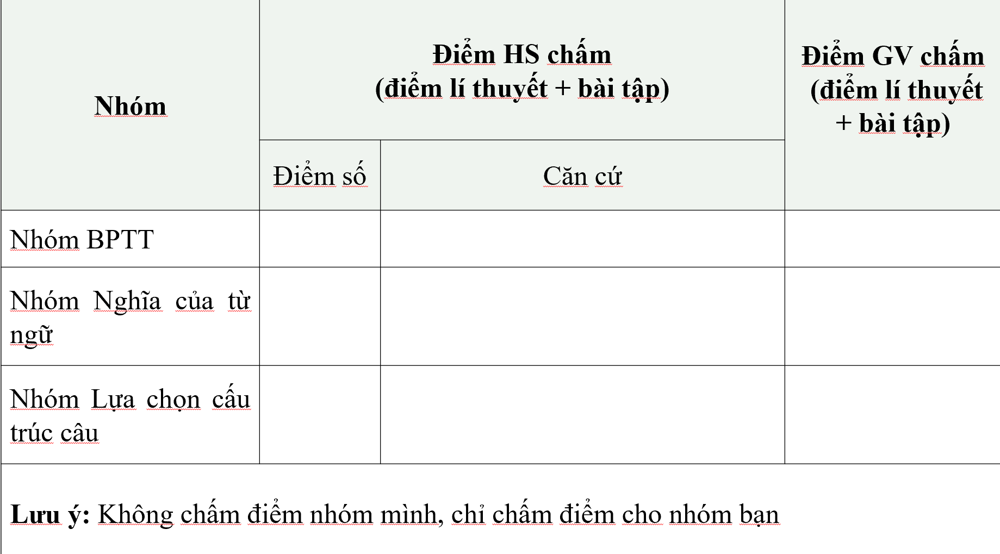 Nhóm
Điểm HS chấm
(điểm lí thuyết + bài tập)
Điểm GV chấm
(điểm lí thuyết
+ bài tập)
Điểm số
Căn cứ
Nhóm BPTT
Nhóm Nghĩa của từ
ngữ
Nhóm Lựa chọn cấu
trúc câu
Lưu ý: Không chấm điểm nhóm mình, chỉ chấm điểm cho nhóm bạn